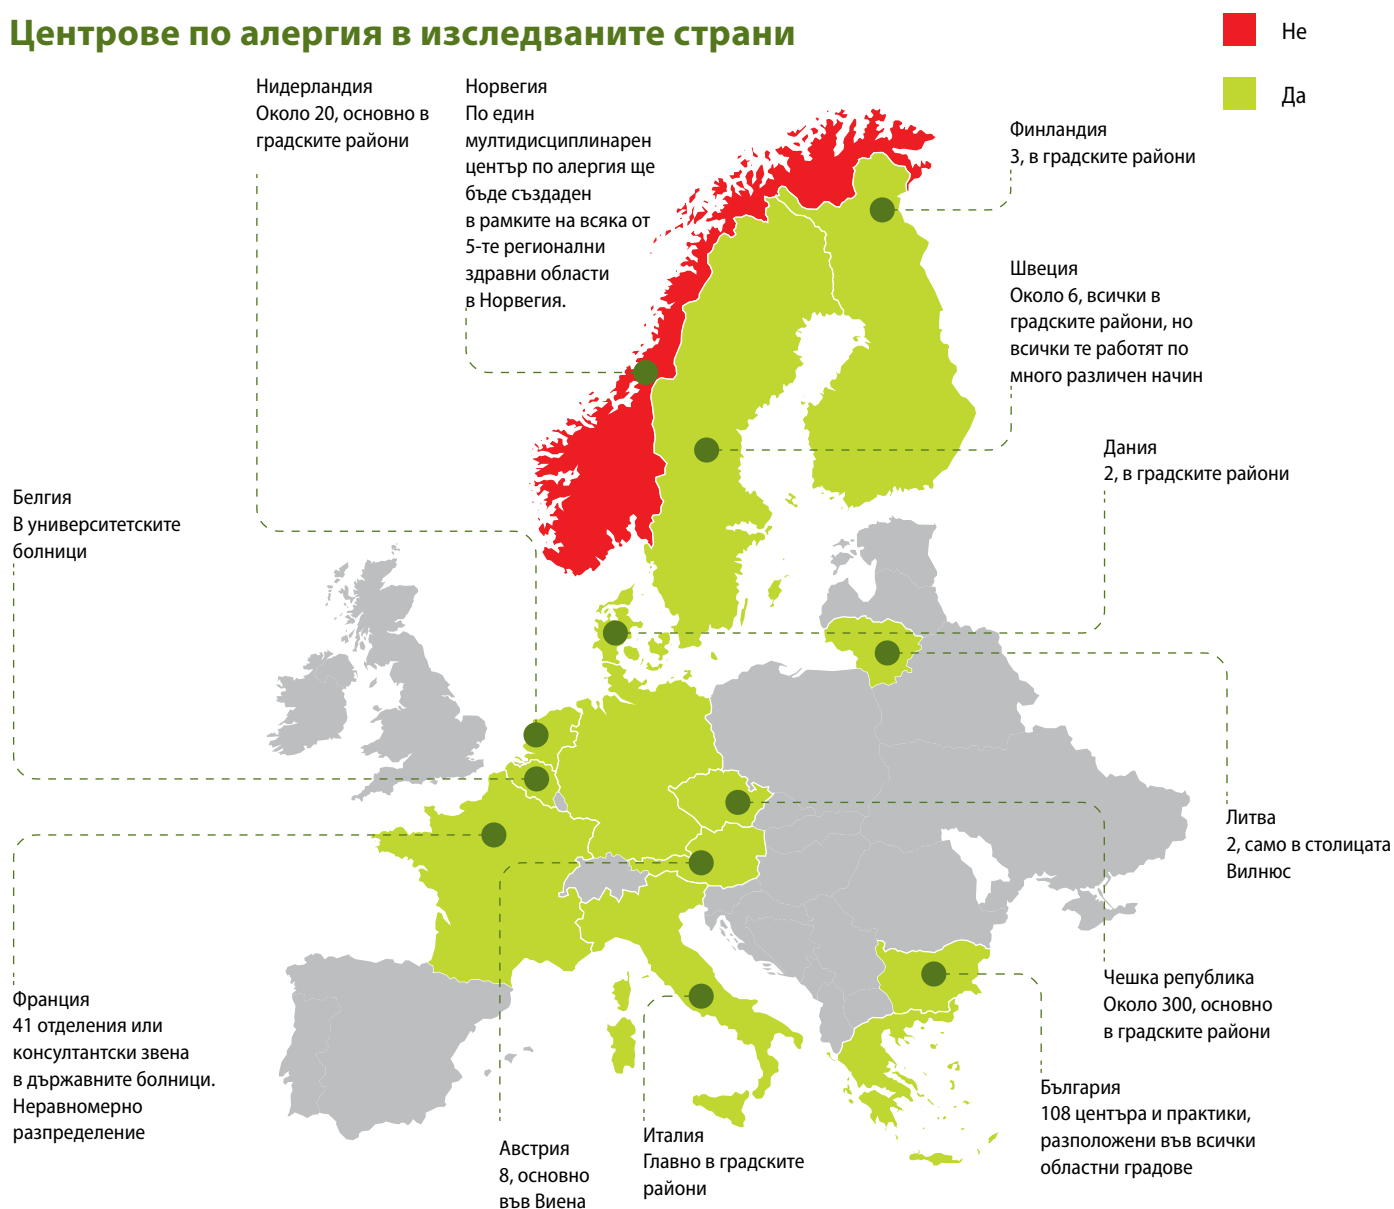 Центрове по алергия в изследваните страни
Не
Да
Нидерландия
Около 20, основно в
градските райони
Норвегия
По един
мултидисциплинарен
център по алергия ще
бъде създаден
в рамките на всяка от
5-те регионални
здравни области
в Норвегия.
Финландия
3, в градските райони
Швеция
Около 6, всички в
градските райони, но
всички те работят по
много различен начин
Дания
2, в градските райони
Белгия
В университетските
болници
Литва
2, само в столицата
Вилнюс
Чешка република
Около 300, основно
в градските райони
Франция
41 отделения или
консултантски звена
в държавните болници.
Неравномерно
разпределение
България
108 центъра и практики,
разположени във всички
областни градове
Австрия
8, основно
във Виена
Италия
Главно в градските
райони